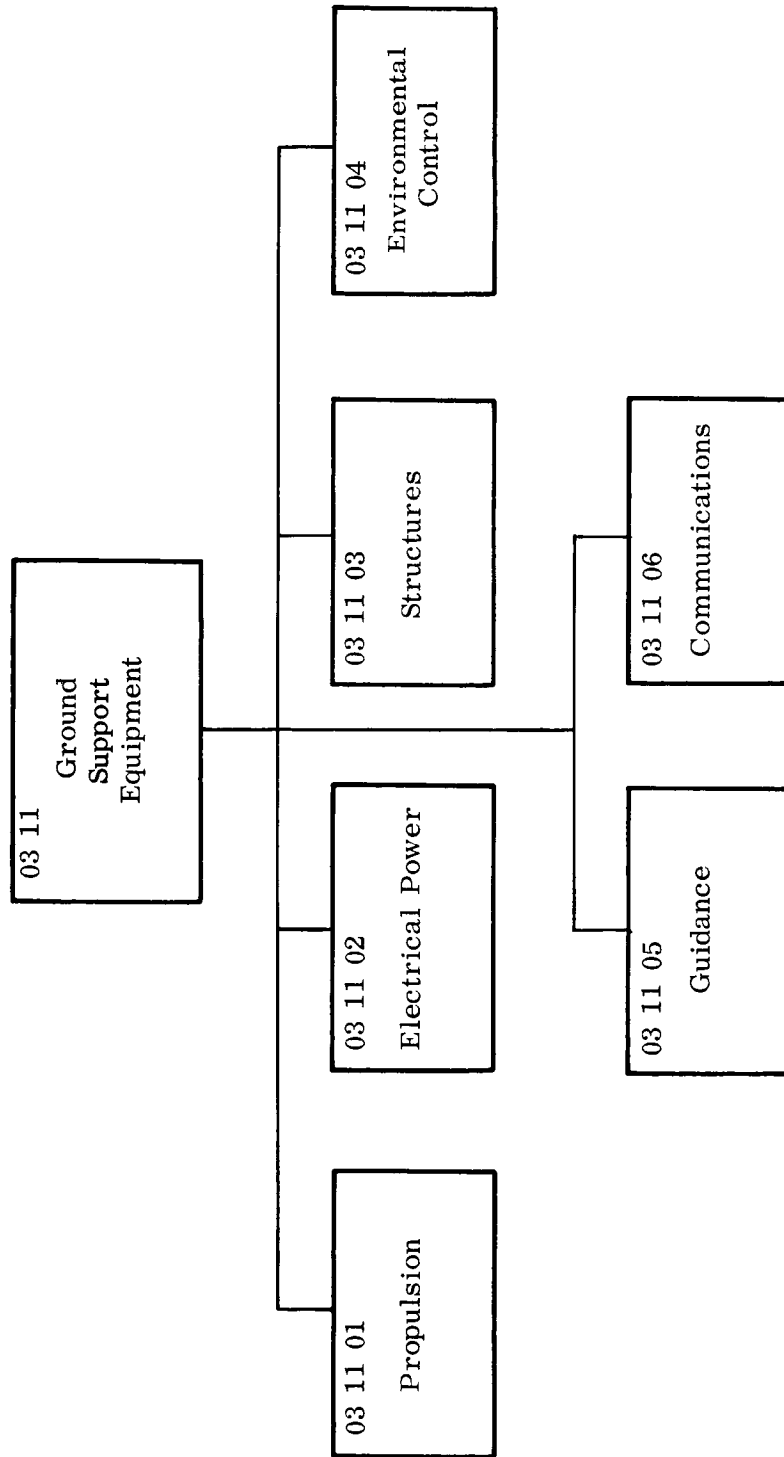 03 11
Ground
Support
Equipment
03 11 01
Propulsion
03 11 02
Electrical Power
03 11 03
Structures
03 11 04
Environmental
Control
03 11 05
Guidance
03 11 06
Communications